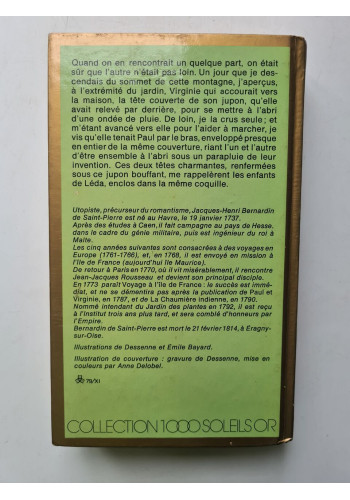 Quand on en rencontrait un quelque part, on était
sûr que l'autre n'était pas loin. Un jour que je des-
cendais du sommet de cette montagne, j'aperçus,
à l'extrémité du jardin, Virginie qui accourait vers
la maison, la tête couverte de son jupon, qu'elle
avait relevé par derrière, pour se mettre à l'abri
d'une ondée de pluie. De loin, je la crus seule; et
m'étant avancé vers elle pour l'aider à marcher, je
vis qu'elle tenait Paul par le bras, enveloppé presque
en entier de la même couverture, riant l'un et l'autre
d'être ensemble à l'abri sous un parapluie de leur
invention. Ces deux têtes charmantes, renfermées
sous ce jupon bouffant, me rappelèrent les enfants
de Léda, enclos dans la même coquille.
Utopiste, précurseur du romantisme, Jacques-Henri Bernardin
de Saint-Pierre est né au Havre, le 19 janvier 1737.
Après des études à Caen, il fait campagne au pays de Hesse,
dans le cadre du génie militaire, puis est ingénieur du roi à
Malte.
Les cinq années suivantes sont consacrées à des voyages en
Europe (1761-1766), et, en 1768, il est envoyé en mission à
l'Ile de France (aujourd'hui Ile Maurice).
De retour à Paris en 1770, où il vit misérablement, il rencontre
Jean-Jacques Rousseau et devient son principal disciple.
En 1773 paraît Voyage à l'Ile de France : le succès est immé-
diat, et ne se démentira pas après la publication de Paul et
Virginie, en 1787, et de La Chaumière indienne, en 1790.
Nommé intendant du Jardin des plantes en 1792, il est reçu
à l'Institut trois ans plus tard, et sera comblé d'honneurs par
l'Empire.
Bernardin de Saint-Pierre est mort le 21 février 1814, à Eragny-
sur-Oise.
Illustrations de Dessenne et Emile Bayard.
Illustration de couverture : gravure de Dessenne, mise en
couleurs par Anne Delobel.
79/XI
COLLECTION 1000 SOLEILS OR